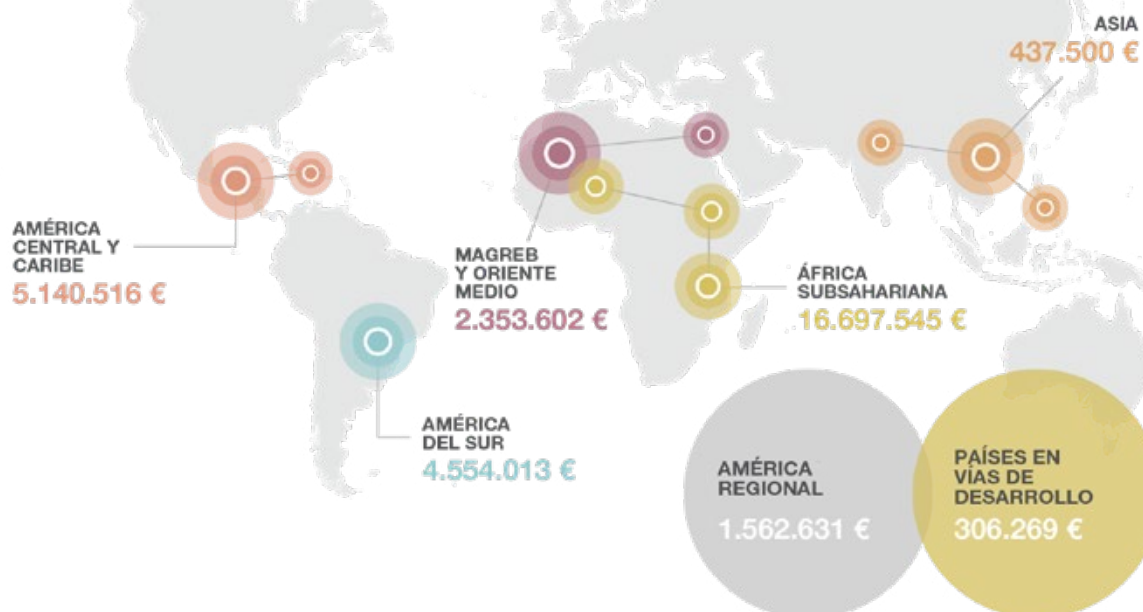 ASIA
437.500 €
AMÉRICA
CENTRAL Y
CARIBE
5.140.516 €
MAGREB
Y ORIENTE
MEDIO
2.353.602 €
ÁFRICA
SUBSAHARIANA
16.697.545 €
AMÉRICA
DEL SUR
4.554.013 €
AMÉRICA
REGIONAL
1.562.631 €
PAÍSES EN
VÍAS DE
DESARROLLO
306.269 €